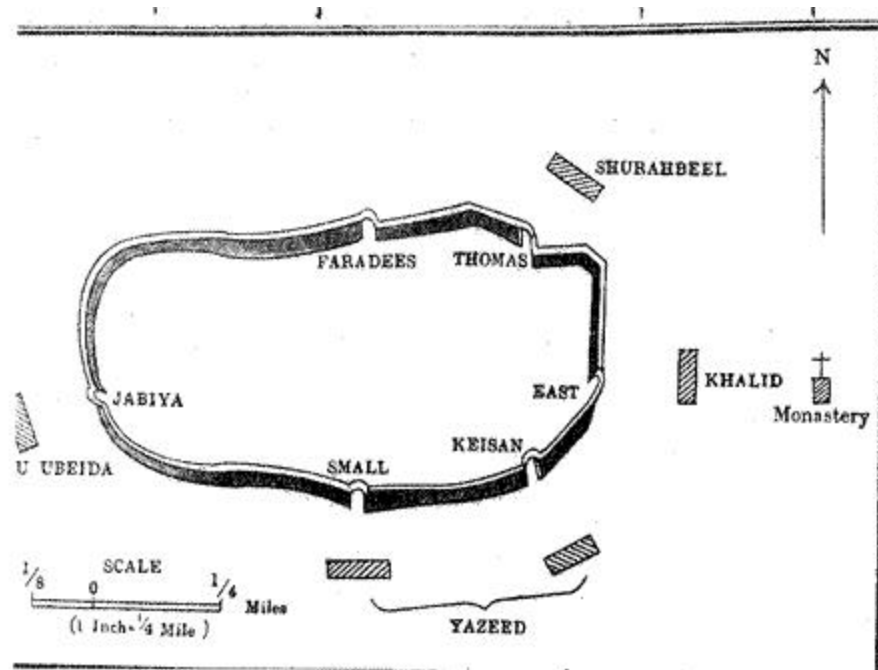 N
SHURAHBEEL
FARADEES
THOMAS
JABIYA
EAST
KHALID
Monastery
U UBEIDA
SMALL
KEISAN
1/8 0 SCALE 1/4 Miles
(1 Inch=1/4 Mile)
YAZEED